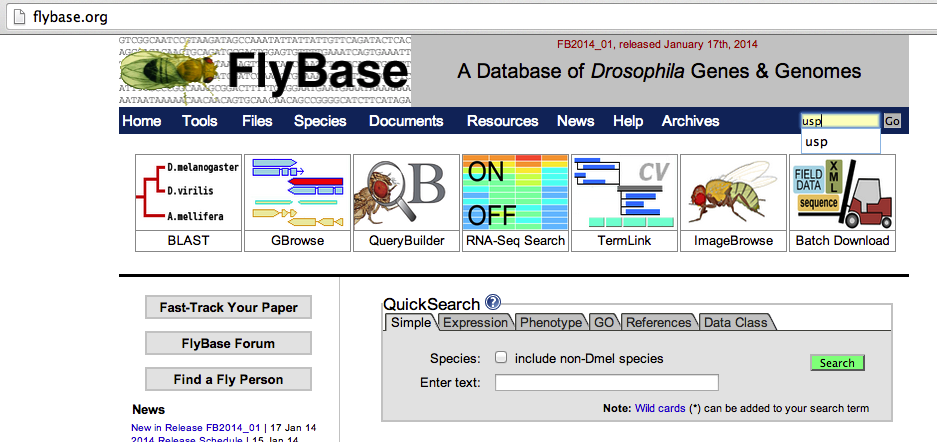 flybase.org
FlyBase
FB2014_01, released January 17th, 2014
A Database of Drosophila Genes & Genomes
Home Tools Files Species Documents Resources News Help Archives usp Go
usp
D.melanogaster
D.virilis
A.mellifera
BLAST
GBrowse
QB
QueryBuilder
ON
OFF
RNA-Seq Search
CV
TermLink
ImageBrowse
FIELD
DATA
XML
sequence
Batch Download
Fast-Track Your Paper
FlyBase Forum
Find a Fly Person
News
New in Release FB2014_01 | 17 Jan 14
2014 Release Schedule | 15 Jan 14
QuickSearch ?
Simple Expression Phenotype GO References Data Class
Species: include non-Dmel species
Search
Enter text:
Note: Wild cards (*) can be added to your search term